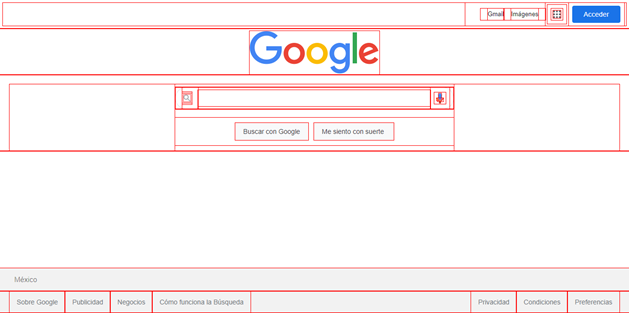 Gmail Imágenes Acceder
Google
Buscar con Google Me siento con suerte
México
Sobre Google Publicidad Negocios Cómo funciona la Búsqueda Privacidad Condiciones Preferencias